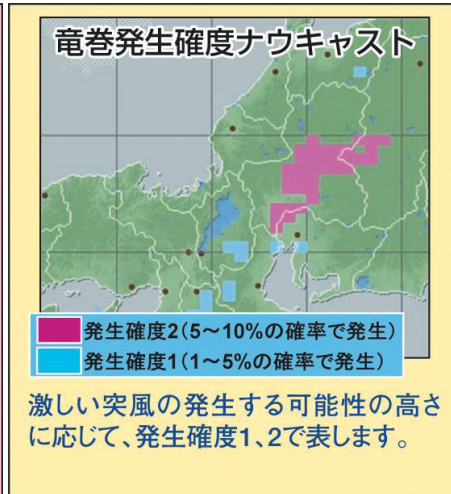 竜巻発生確度ナウキャスト
発生確度2(5〜10%の確率で発生)
発生確度1(1〜5%の確率で発生)
激しい突風の発生する可能性の高さ
に応じて、発生確度1、2で表します。